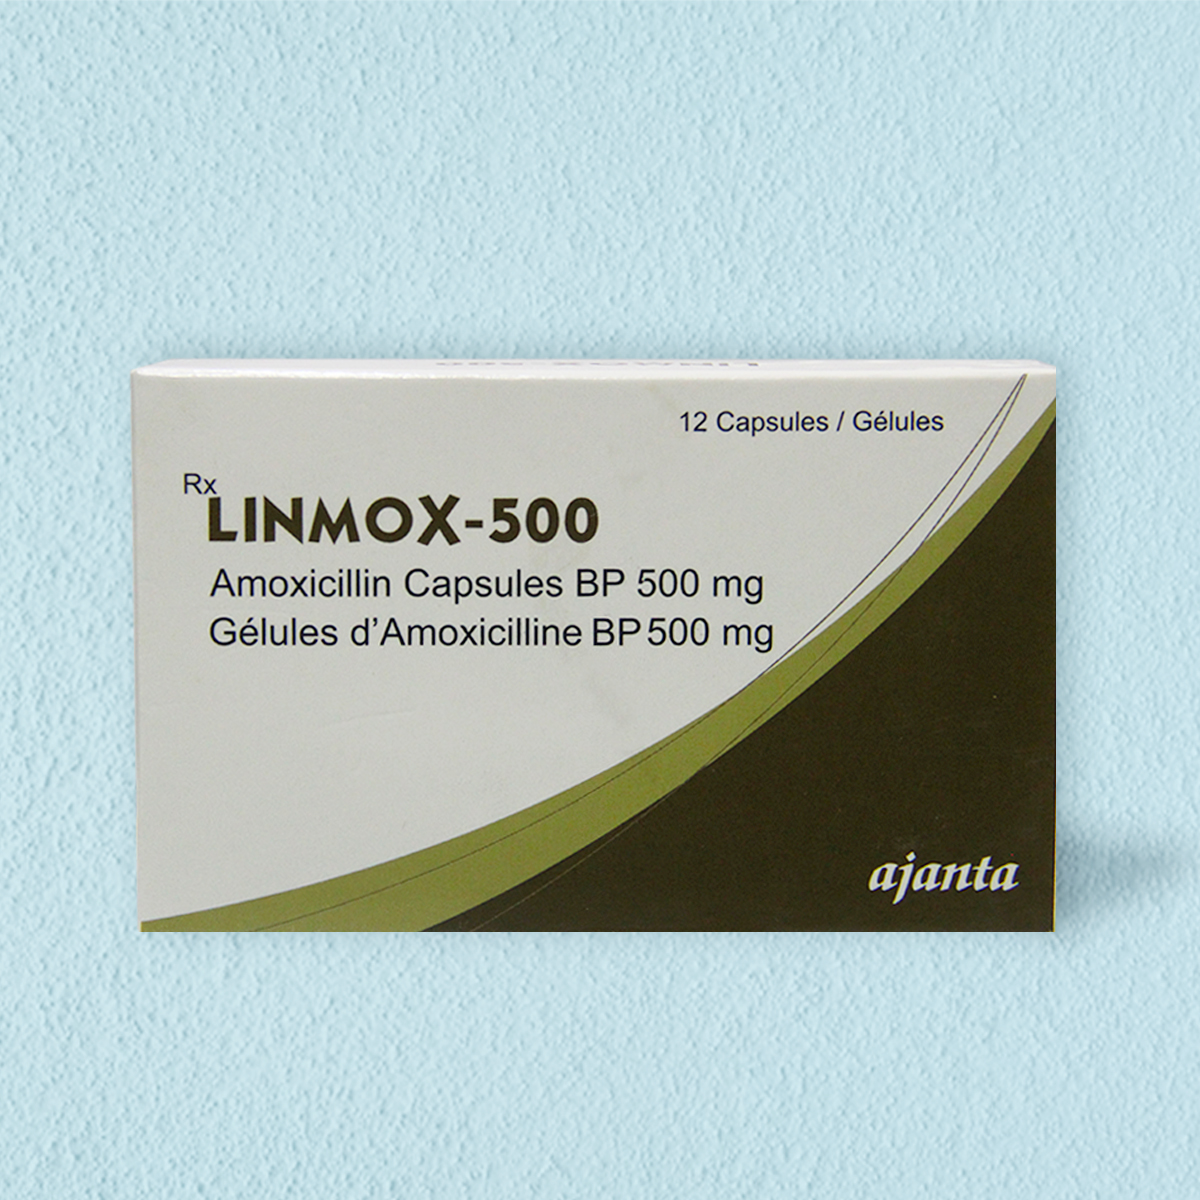 12 Capsules / Gélules
Rx
LINMOX-500
Amoxicillin Capsules BP 500 mg
Gélules d'Amoxicilline BP 500 mg
ajanta